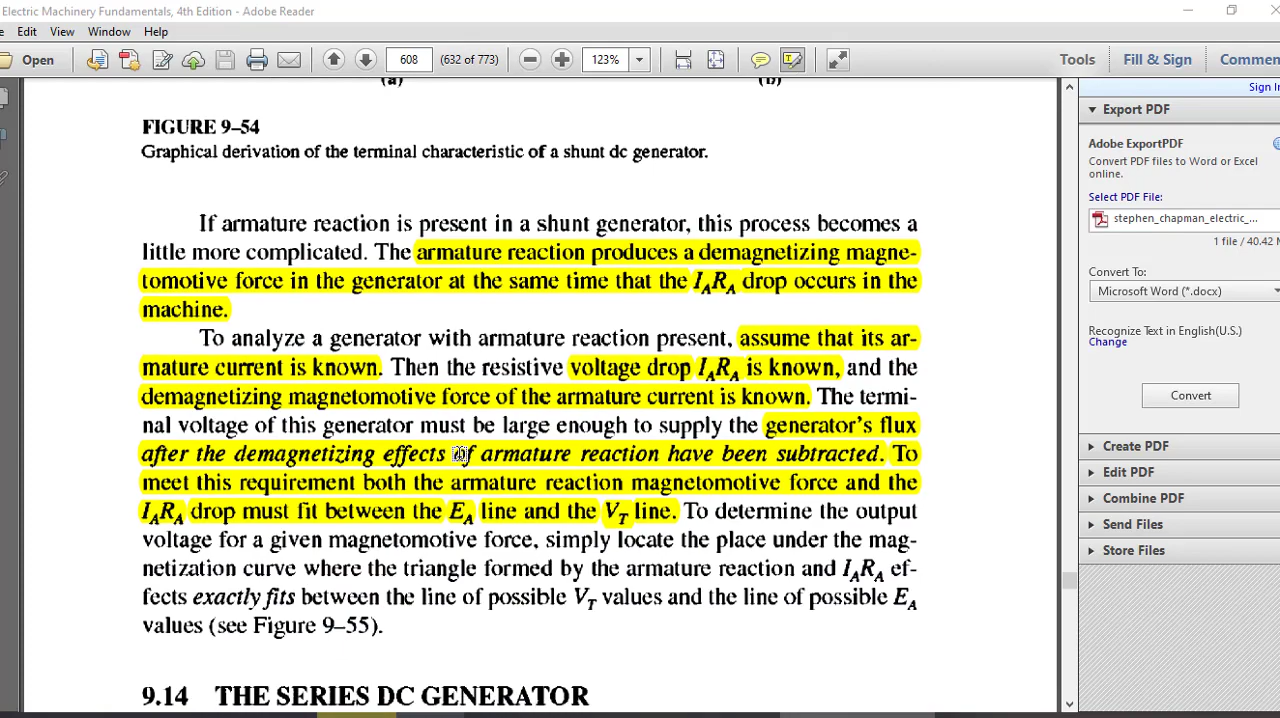 Electric Machinery Fundamentals, 4th Edition - Adobe Reader
Edit View Window Help
Open 608 (632 of 773) 123% Tools Fill & Sign Commen
(a) (b)
Sign In
FIGURE 9–54
Graphical derivation of the terminal characteristic of a shunt dc generator.
If armature reaction is present in a shunt generator, this process becomes a
little more complicated. The armature reaction produces a demagnetizing magne-
tomotive force in the generator at the same time that the IARA drop occurs in the
machine.
To analyze a generator with armature reaction present, assume that its ar-
mature current is known. Then the resistive voltage drop IARA is known, and the
demagnetizing magnetomotive force of the armature current is known. The termi-
nal voltage of this generator must be large enough to supply the generator's flux
after the demagnetizing effects of armature reaction have been subtracted. To
meet this requirement both the armature reaction magnetomotive force and the
IARA drop must fit between the EA line and the VT line. To determine the output
voltage for a given magnetomotive force, simply locate the place under the mag-
netization curve where the triangle formed by the armature reaction and IARA ef-
fects exactly fits between the line of possible VT values and the line of possible EA
values (see Figure 9–55).
9.14 THE SERIES DC GENERATOR
Export PDF
Adobe ExportPDF
Convert PDF files to Word or Excel
online.
Select PDF File:
stephen_chapman_electric_...
1 file / 40.42 M
Convert To:
Microsoft Word (*.docx)
Recognize Text in English(U.S.)
Change
Convert
Create PDF
Edit PDF
Combine PDF
Send Files
Store Files